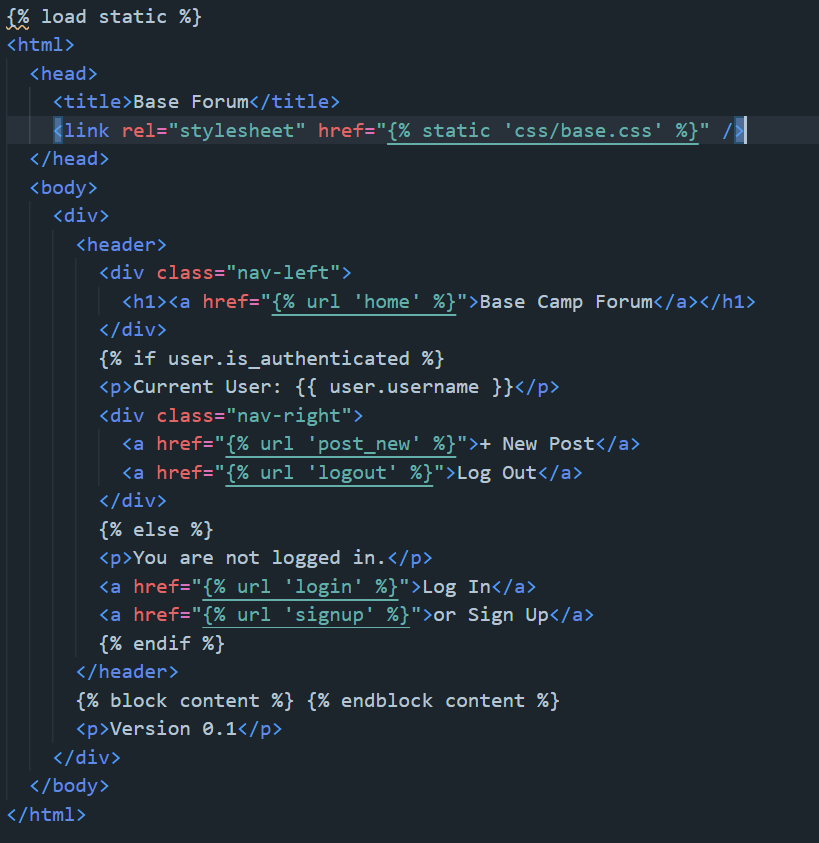 {% load static %}
<html>
<head>
<title>Base Forum</title>
<link rel="stylesheet" href="{% static 'css/base.css' %}" />
</head>
<body>
<div>
<header>
<div class="nav-left">
<h1><a href="{% url 'home' %}">Base Camp Forum</a></h1>
</div>
{% if user.is_authenticated %}
<p>Current User: {{ user.username }}</p>
<div class="nav-right">
<a href="{% url 'post_new' %}">+ New Post</a>
<a href="{% url 'logout' %}">Log Out</a>
</div>
{% else %}
<p>You are not logged in.</p>
<a href="{% url 'login' %}">Log In</a>
<a href="{% url 'signup' %}">or Sign Up</a>
{% endif %}
</header>
{% block content %} {% endblock content %}
<p>Version 0.1</p>
</div>
</body>
</html>